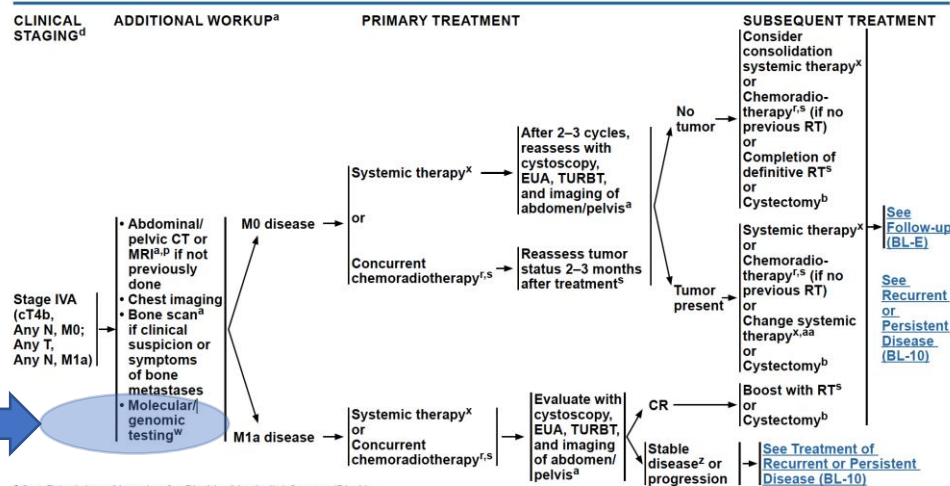 CLINICAL STAGINGd
ADDITIONAL WORKUPa
PRIMARY TREATMENT
SUBSEQUENT TREATMENT
Stage IVA
(cT4b,
Any N, M0;
Any T,
Any N, M1a)
• Abdominal/
pelvic CT or
MRIa,p if not
previously
done
• Chest imaging
• Bone scana
if clinical
suspicion or
symptoms
of bone
metastases
• Molecular/
genomic
testingw
M0 disease
Systemic therapyx
or
Concurrent
chemoradiotherapyr,s
After 2–3 cycles,
reassess with
cystoscopy,
EUA, TURBT,
and imaging of
abdomen/pelvisa
Reassess tumor
status 2–3 months
after treatments
No
tumor
Consider
consolidation
systemic therapyx
or
Chemoradio-
therapyr,s (if no
previous RT)
or
Completion of
definitive RTs
or
Cystectomyb
Tumor
present
Systemic therapyx
or
Chemoradio-
therapyr,s (if no
previous RT)
or
Change systemic
therapyx,aa
or
Cystectomyb
See
Follow-up
(BL-E)
See
Recurrent
or
Persistent
Disease
(BL-10)
M1a disease
Systemic therapyx
or
Concurrent
chemoradiotherapyr,s
Evaluate with
cystoscopy,
EUA, TURBT,
and imaging
of abdomen/
pelvisa
CR
Boost with RTs
or
Cystectomyb
Stable
diseasez or
progression
See Treatment of
Recurrent or Persistent
Disease (BL-10)